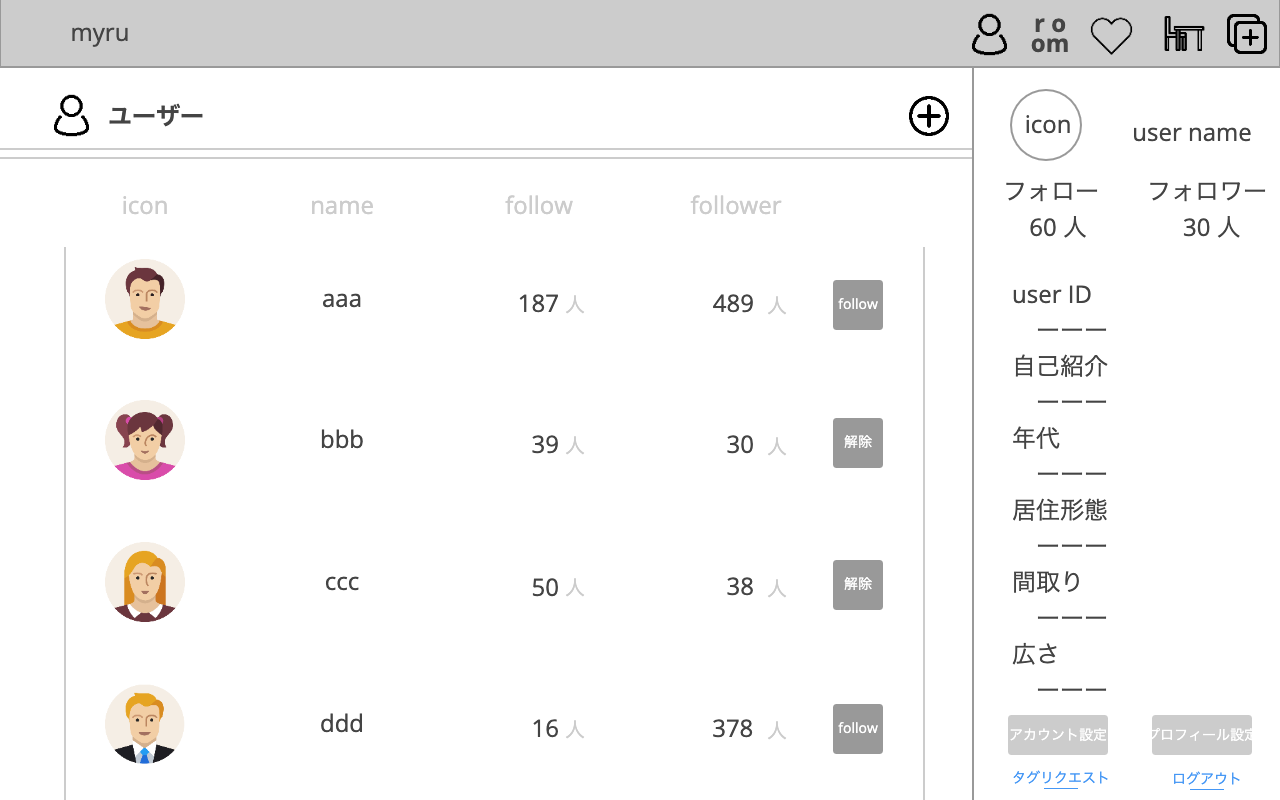 myru
r o
om
ユーザー
icon name follow follower
aaa 187 人 489 人 follow
bbb 39 人 30 人 解除
ccc 50 人 38 人 解除
ddd 16 人 378 人 follow
icon
user name
フォロー フォロワー
60 人 30 人
user ID
ーーー
自己紹介
ーーー
年代
ーーー
居住形態
ーーー
間取り
ーーー
広さ
ーーー
アカウント設定 プロフィール設定
タグリクエスト ログアウト